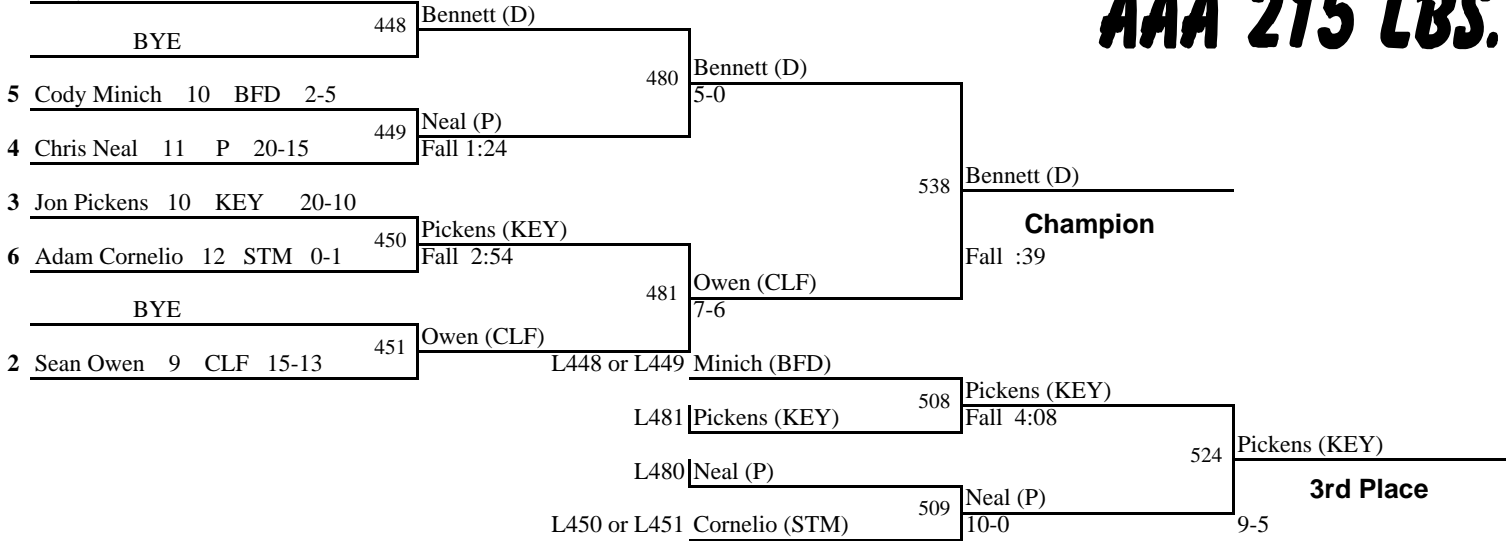 AAA 215 LBS.
448 Bennett (D)
BYE
480 Bennett (D)
5-0
5 Cody Minich 10 BFD 2-5
449 Neal (P)
Fall 1:24
4 Chris Neal 11 P 20-15
538 Bennett (D)
Champion
Fall :39
3 Jon Pickens 10 KEY 20-10
450 Pickens (KEY)
Fall 2:54
6 Adam Cornelio 12 STM 0-1
481 Owen (CLF)
7-6
BYE
451 Owen (CLF)
2 Sean Owen 9 CLF 15-13
L448 or L449 Minich (BFD)
508 Pickens (KEY)
Fall 4:08
L481 Pickens (KEY)
524 Pickens (KEY)
3rd Place
9-5
L480 Neal (P)
509 Neal (P)
10-0
L450 or L451 Cornelio (STM)